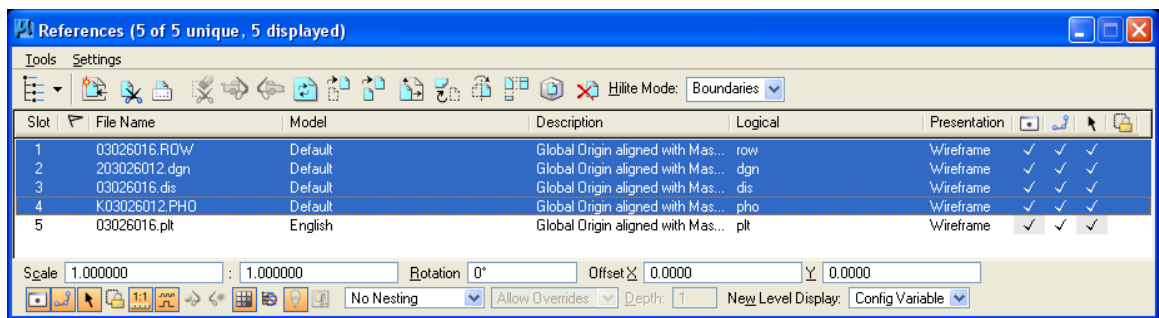 References (5 of 5 unique, 5 displayed)
Tools Settings
Hilite Mode: Boundaries
Slot File Name Model Description Logical Presentation
1 03026016.ROW Default Global Origin aligned with Mas... row Wireframe ✓ ✓ ✓
2 203026012.dgn Default Global Origin aligned with Mas... dgn Wireframe ✓ ✓ ✓
3 03026016.dis Default Global Origin aligned with Mas... dis Wireframe ✓ ✓ ✓
4 K03026012.PHO Default Global Origin aligned with Mas... pho Wireframe ✓ ✓ ✓
5 03026016.plt English Global Origin aligned with Mas... plt Wireframe ✓ ✓ ✓
Scale 1.000000 : 1.000000 Rotation 0° Offset X 0.0000 Y 0.0000
1:1 No Nesting Allow Overrides Depth: 1 New Level Display: Config Variable